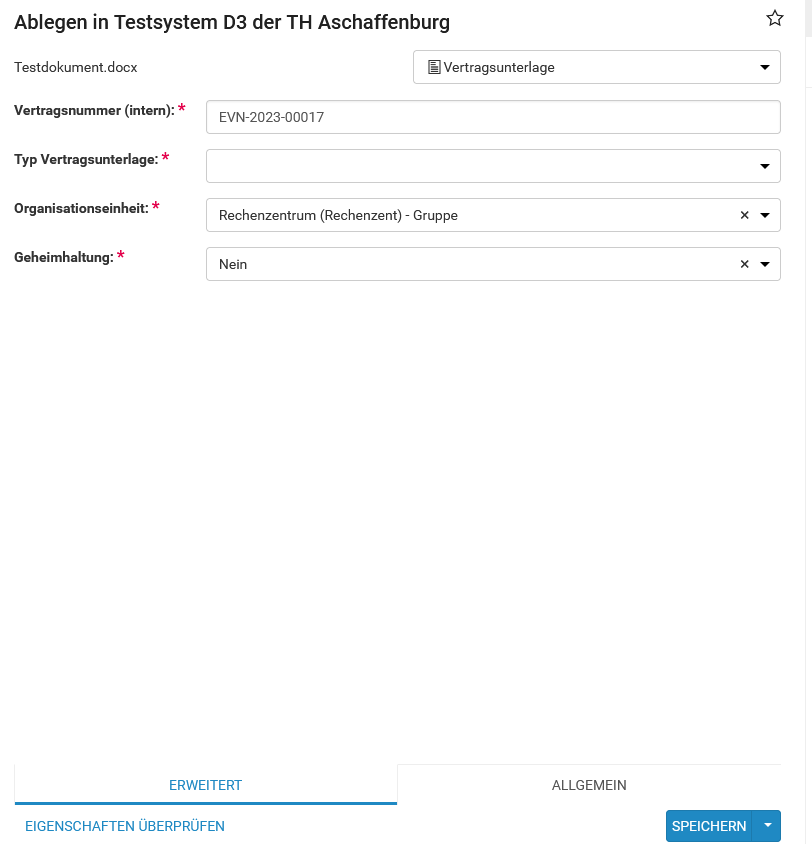 Ablegen in Testsystem D3 der TH Aschaffenburg
Testdokument.docx
Vertragsunterlage
Vertragsnummer (intern): *
EVN-2023-00017
Typ Vertragsunterlage: *
Organisationseinheit: *
Rechenzentrum (Rechenzent) - Gruppe
Geheimhaltung: *
Nein
ERWEITERT
ALLGEMEIN
EIGENSCHAFTEN ÜBERPRÜFEN
SPEICHERN